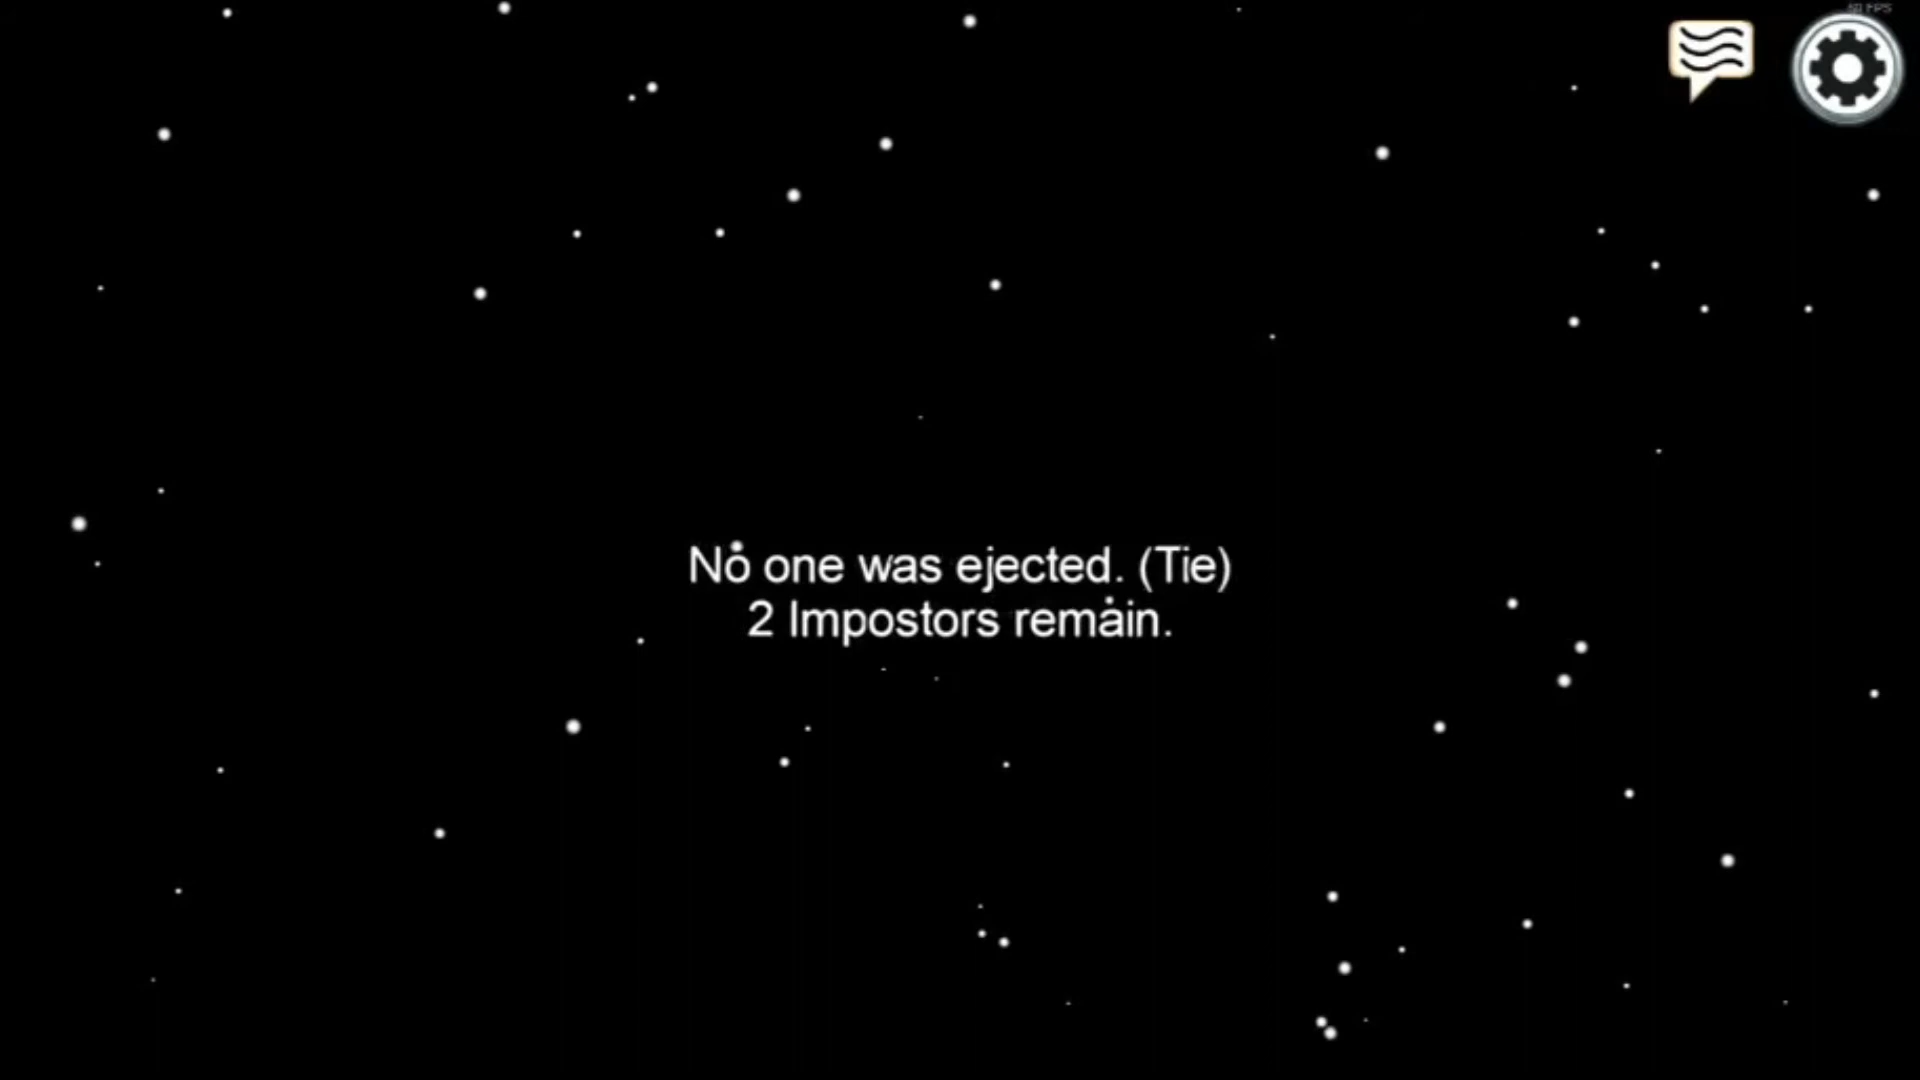 No one was ejected. (Tie)
2 Impostors remain.